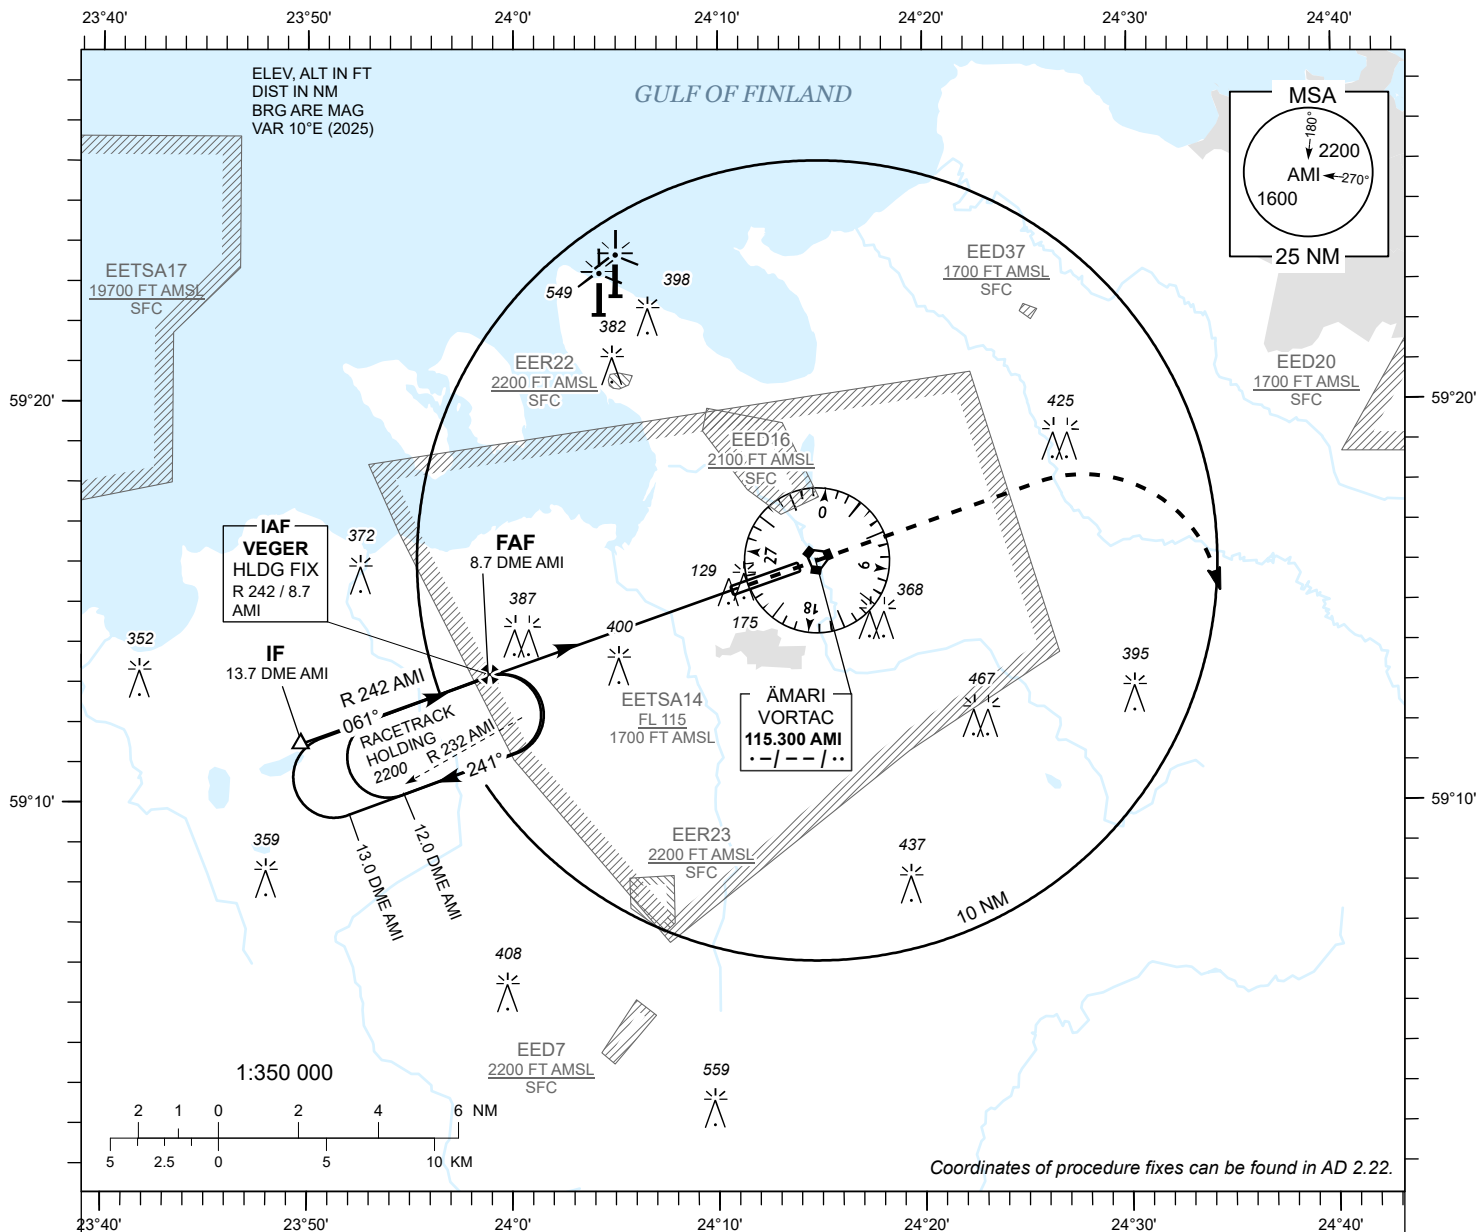 23°40'
23°50'
24°0'
24°10'
24°20'
24°30'
24°40'
ELEV, ALT IN FT
DIST IN NM
BRG ARE MAG
VAR 10°E (2025)
GULF OF FINLAND
MSA
180°
2200
AMI
270°
1600
25 NM
EETSA17
19700 FT AMSL
SFC
549
398
382
EER22
2200 FT AMSL
SFC
EED37
1700 FT AMSL
SFC
EED20
1700 FT AMSL
SFC
59°20'
59°20'
425
EED16
2100 FT AMSL
SFC
0
9
18
27
IAF
VEGER
HLDG FIX
R 242 / 8.7
AMI
372
FAF
8.7 DME AMI
387
129
175
368
400
352
IF
13.7 DME AMI
R 242 AMI
061°
RACETRACK
HOLDING
2200
R 232 AMI
241°
EETSA14
FL 115
1700 FT AMSL
ÄMARI
VORTAC
115.300 AMI
· – / – – / ··
467
395
59°10'
59°10'
359
13.0 DME AMI
12.0 DME AMI
EER23
2200 FT AMSL
SFC
437
10 NM
408
EED7
2200 FT AMSL
SFC
559
1:350 000
2 1 0 2 4 6 NM
5 2.5 0 5 10 KM
Coordinates of procedure fixes can be found in AD 2.22.
23°40'
23°50'
24°0'
24°10'
24°20'
24°30'
24°40'